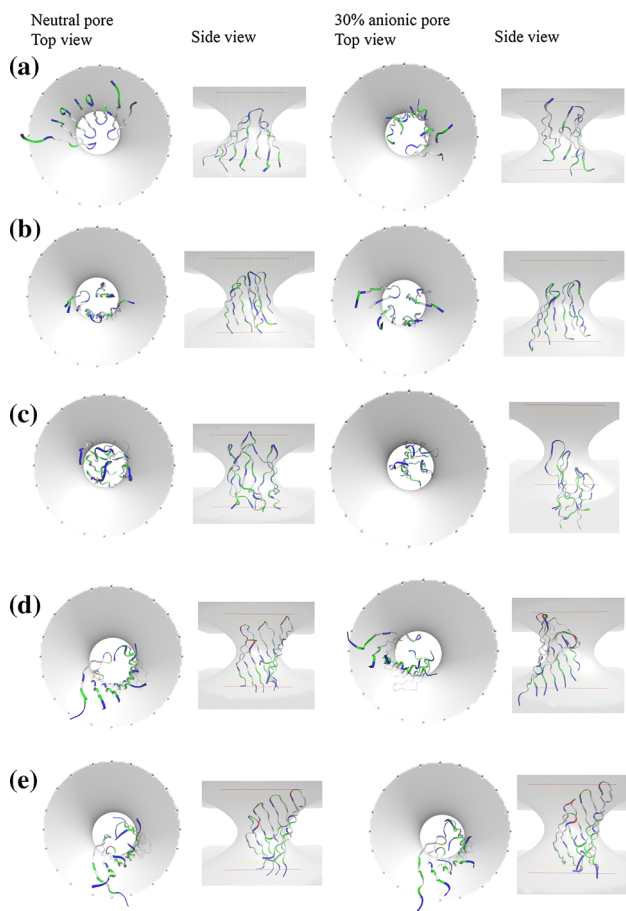 Neutral pore
Top view
Side view
30% anionic pore
Top view
Side view
(a)
(b)
(c)
(d)
(e)